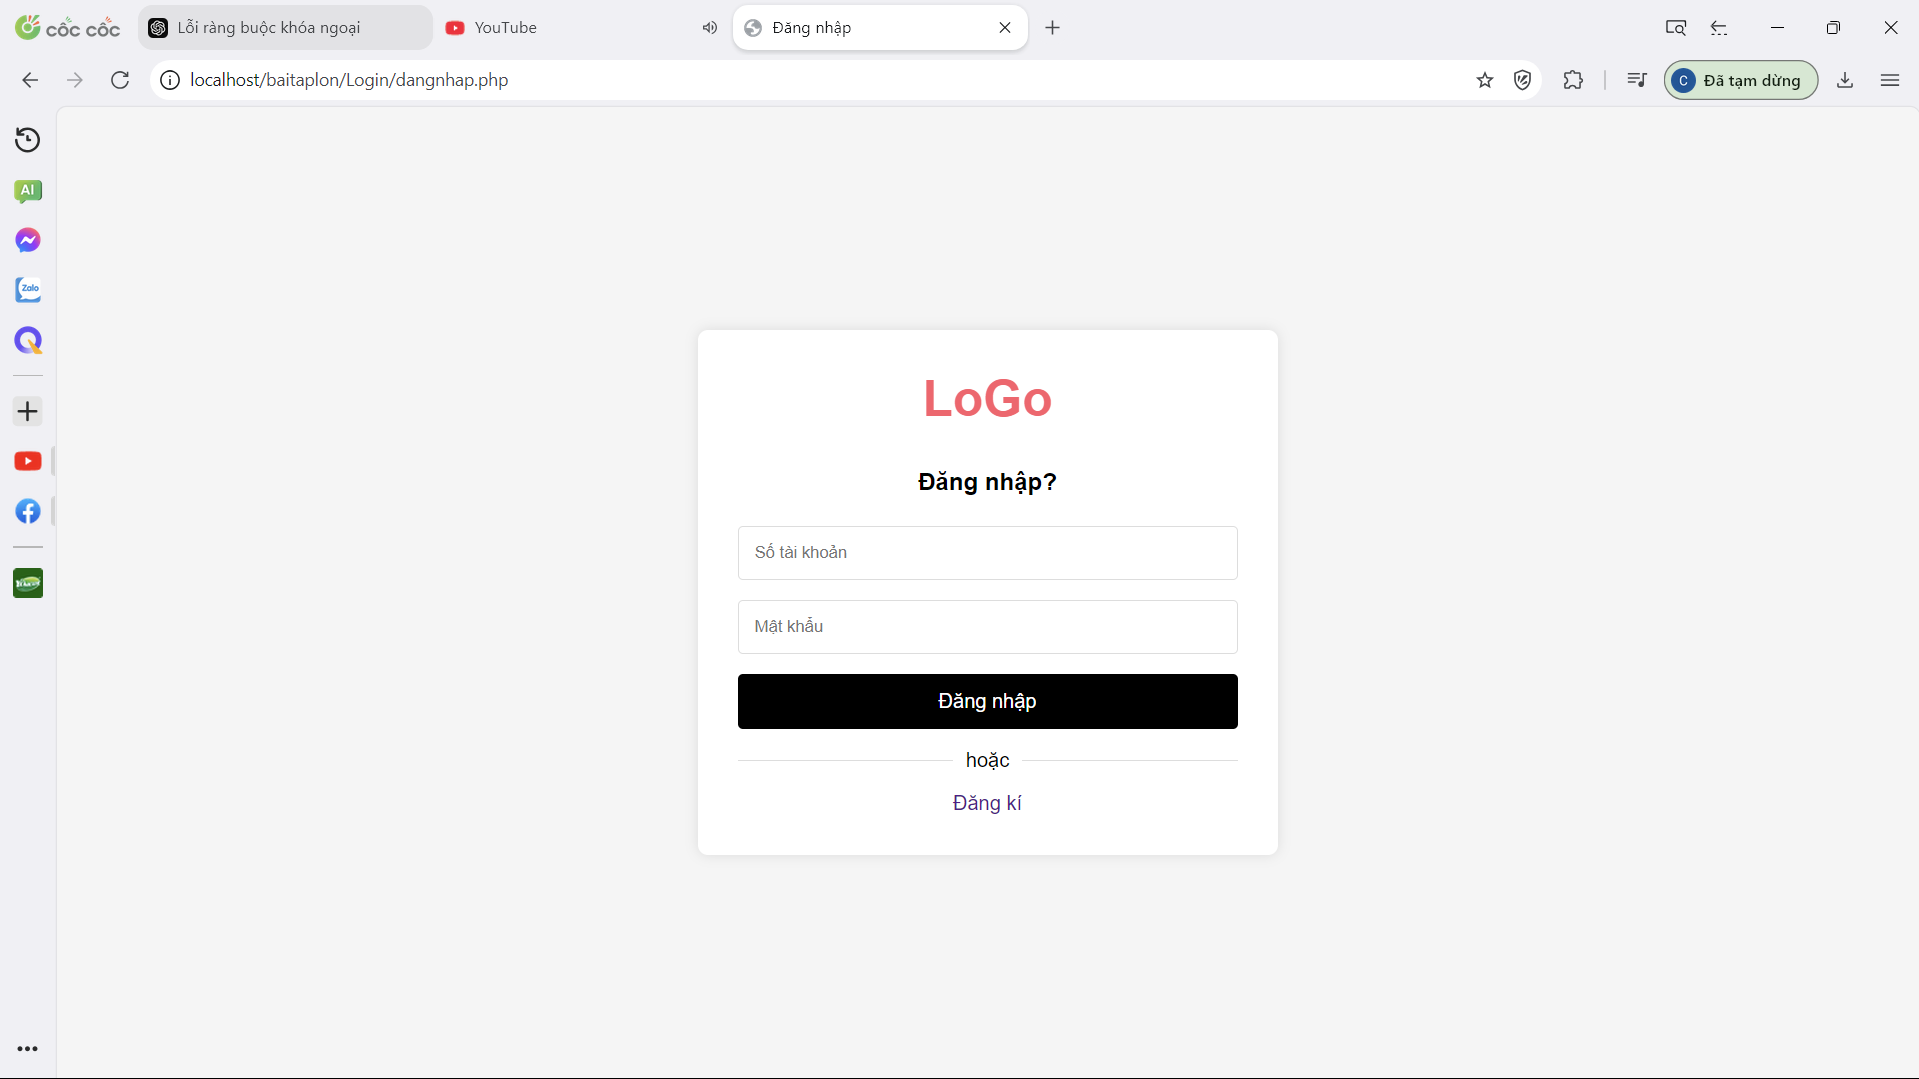 cốc cốc
Lỗi ràng buộc khóa ngoại
YouTube
Đăng nhập
localhost/baitaplon/Login/dangnhap.php
C
Đã tạm dừng
AI
Zalo
LoGo
Đăng nhập?
Số tài khoản
Mật khẩu
Đăng nhập
hoặc
Đăng kí